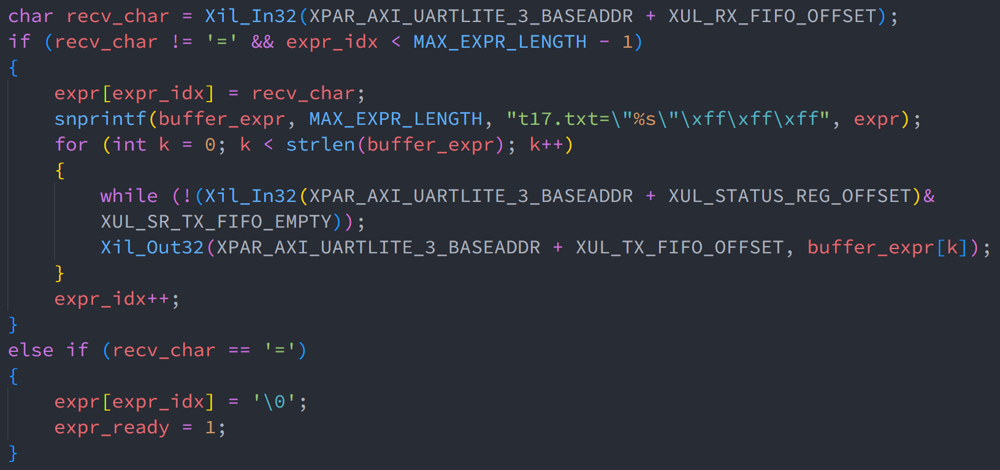 char recv_char = Xil_In32(XPAR_AXI_UARTLITE_3_BASEADDR + XUL_RX_FIFO_OFFSET);
if (recv_char != '=' && expr_idx < MAX_EXPR_LENGTH - 1)
{
    expr[expr_idx] = recv_char;
    snprintf(buffer_expr, MAX_EXPR_LENGTH, "t17.txt=\"%s\"\xff\xff\xff", expr);
    for (int k = 0; k < strlen(buffer_expr); k++)
    {
        while (!(Xil_In32(XPAR_AXI_UARTLITE_3_BASEADDR + XUL_STATUS_REG_OFFSET)&
        XUL_SR_TX_FIFO_EMPTY));
        Xil_Out32(XPAR_AXI_UARTLITE_3_BASEADDR + XUL_TX_FIFO_OFFSET, buffer_expr[k]);
    }
    expr_idx++;
}
else if (recv_char == '=')
{
    expr[expr_idx] = '\0';
    expr_ready = 1;
}